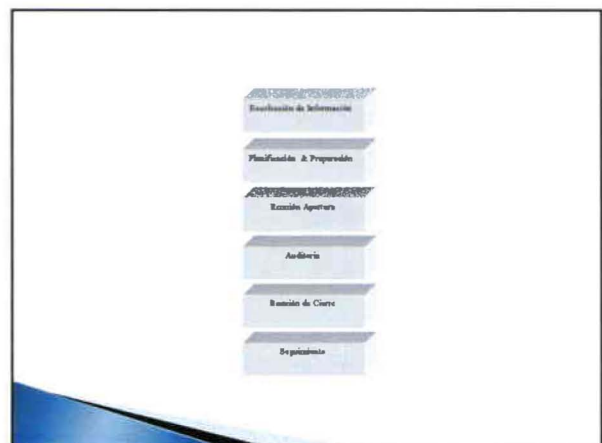 Recolección de Información
Planificación & Preparación
Reunión Apertura
Auditoría
Reunión de Cierre
Seguimiento